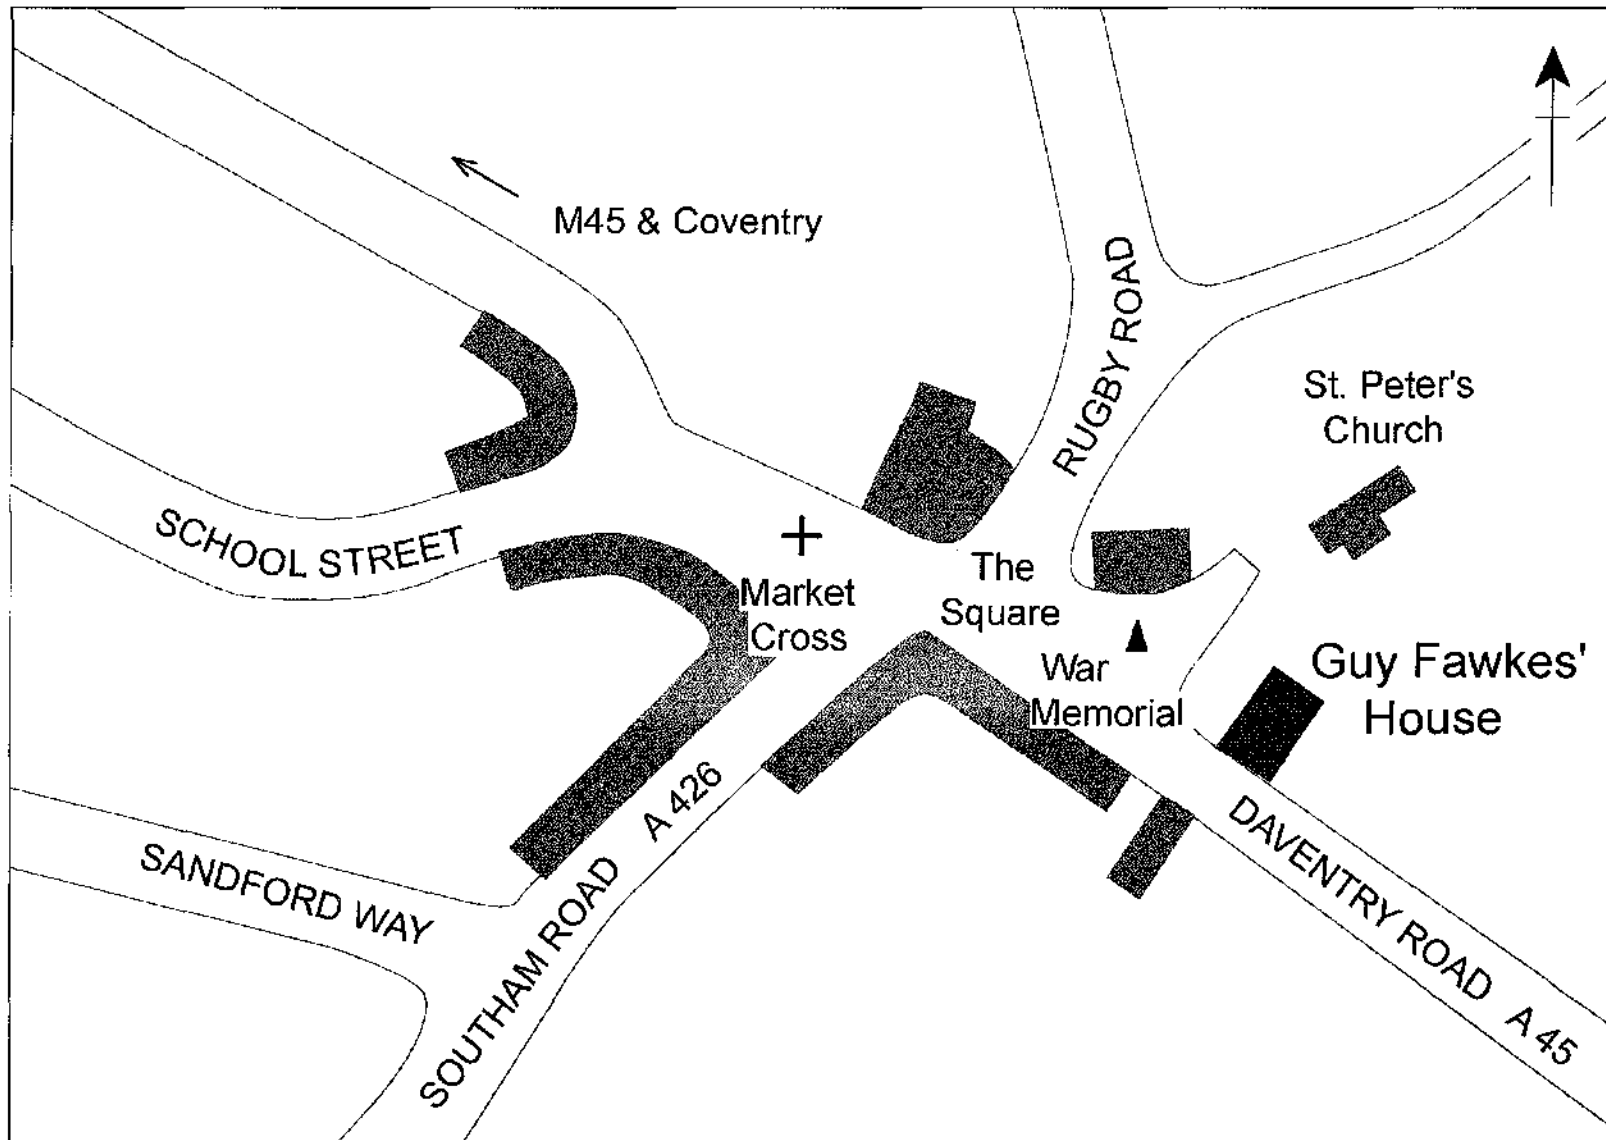 M45 & Coventry
RUGBY ROAD
St. Peter's
Church
SCHOOL STREET
The
Square
Market
Cross
War
Memorial
Guy Fawkes'
House
A 426
SOUTHAM ROAD
SANDFORD WAY
DAVENTRY ROAD A 45